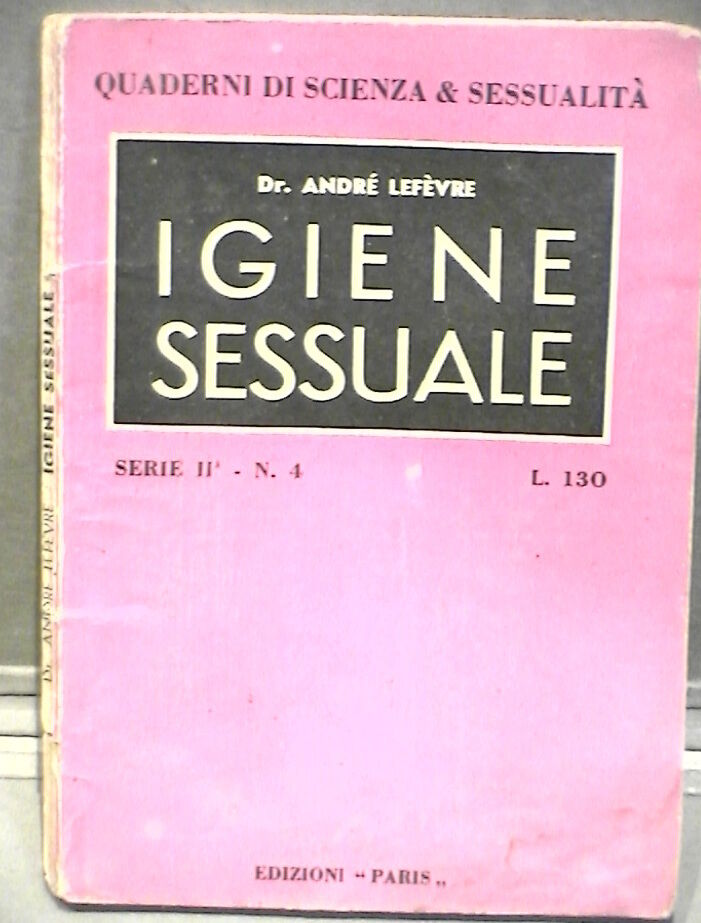 QUADERNI DI SCIENZA & SESSUALITÀ
Dr. ANDRÉ LEFÈVRE
IGIENE
SESSUALE
SERIE IIª - N. 4
L. 130
EDIZIONI “ PARIS „
Dr. ANDRÉ LEFÈVRE IGIENE SESSUALE